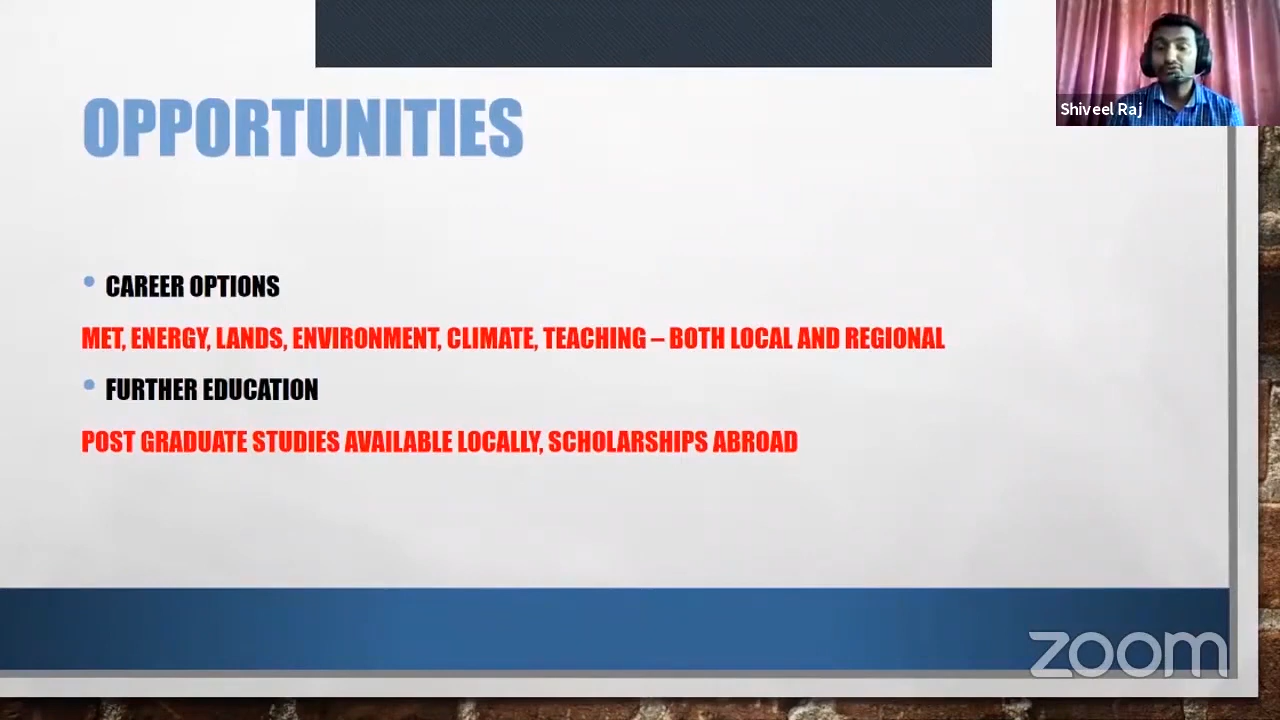 OPPORTUNITIES
Shiveel Raj
• CAREER OPTIONS
MET, ENERGY, LANDS, ENVIRONMENT, CLIMATE, TEACHING – BOTH LOCAL AND REGIONAL
• FURTHER EDUCATION
POST GRADUATE STUDIES AVAILABLE LOCALLY, SCHOLARSHIPS ABROAD
zoom